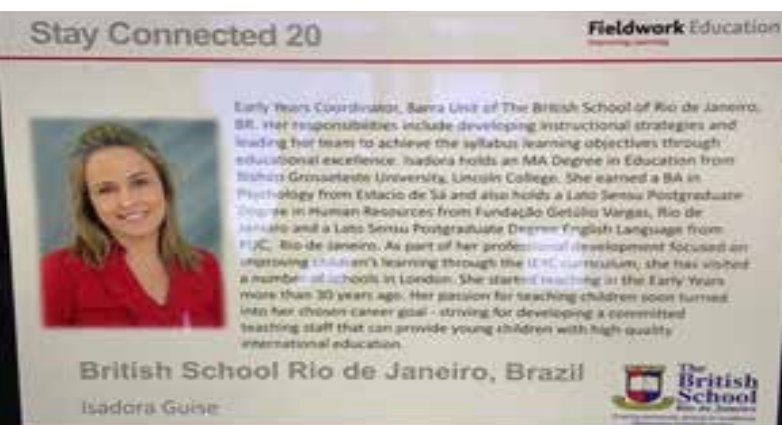 Stay Connected 20
Fieldwork Education
Early Years Coordinator, Barra Unit of The British School of Rio de Janeiro,
BR. Her responsibilities include developing instructional strategies and
leading her team to achieve the syllabus learning objectives through
educational excellence. Isadora holds an MA Degree in Education from
Bishop Grosseteste University, Lincoln College. She earned a BA in
Psychology from Estacio de Sá and also holds a Lato Sensu Postgraduate
Degree in Human Resources from Fundação Getúlio Vargas, Rio de
Janeiro and a Lato Sensu Postgraduate Degree English Language from
PUC, Rio de Janeiro. As part of her professional development focused on
improving children's learning through the IEYC curriculum, she has visited
a number of schools in London. She started teaching in the Early Years
more than 30 years ago. Her passion for teaching children soon turned
into her chosen career goal - striving for developing a committed
teaching staff that can provide young children with high quality
international education.
British School Rio de Janeiro, Brazil
Isadora Guise
The
British
School
Rio de Janeiro